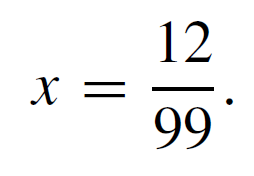 x = 12/99.